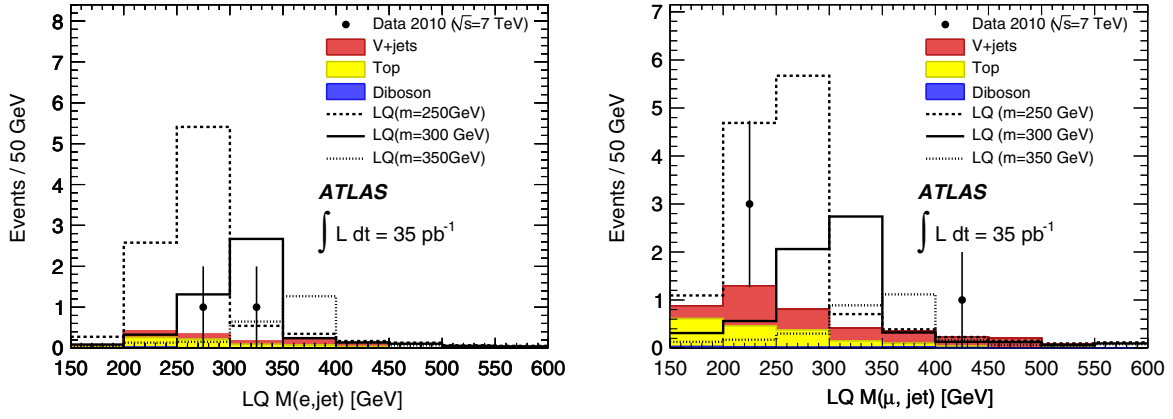 Events / 50 GeV
8
7
6
5
4
3
2
1
0
Data 2010 (√s=7 TeV)
V+jets
Top
Diboson
LQ(m=250GeV)
LQ(m=300 GeV)
LQ(m=350GeV)
ATLAS
∫ L dt = 35 pb⁻¹
150 200 250 300 350 400 450 500 550 600
LQ M(e,jet) [GeV]
Events / 50 GeV
7
6
5
4
3
2
1
0
Data 2010 (√s=7 TeV)
V+jets
Top
Diboson
LQ (m=250 GeV)
LQ (m=300 GeV)
LQ (m=350 GeV)
ATLAS
∫ L dt = 35 pb⁻¹
150 200 250 300 350 400 450 500 550 600
LQ M(μ, jet) [GeV]